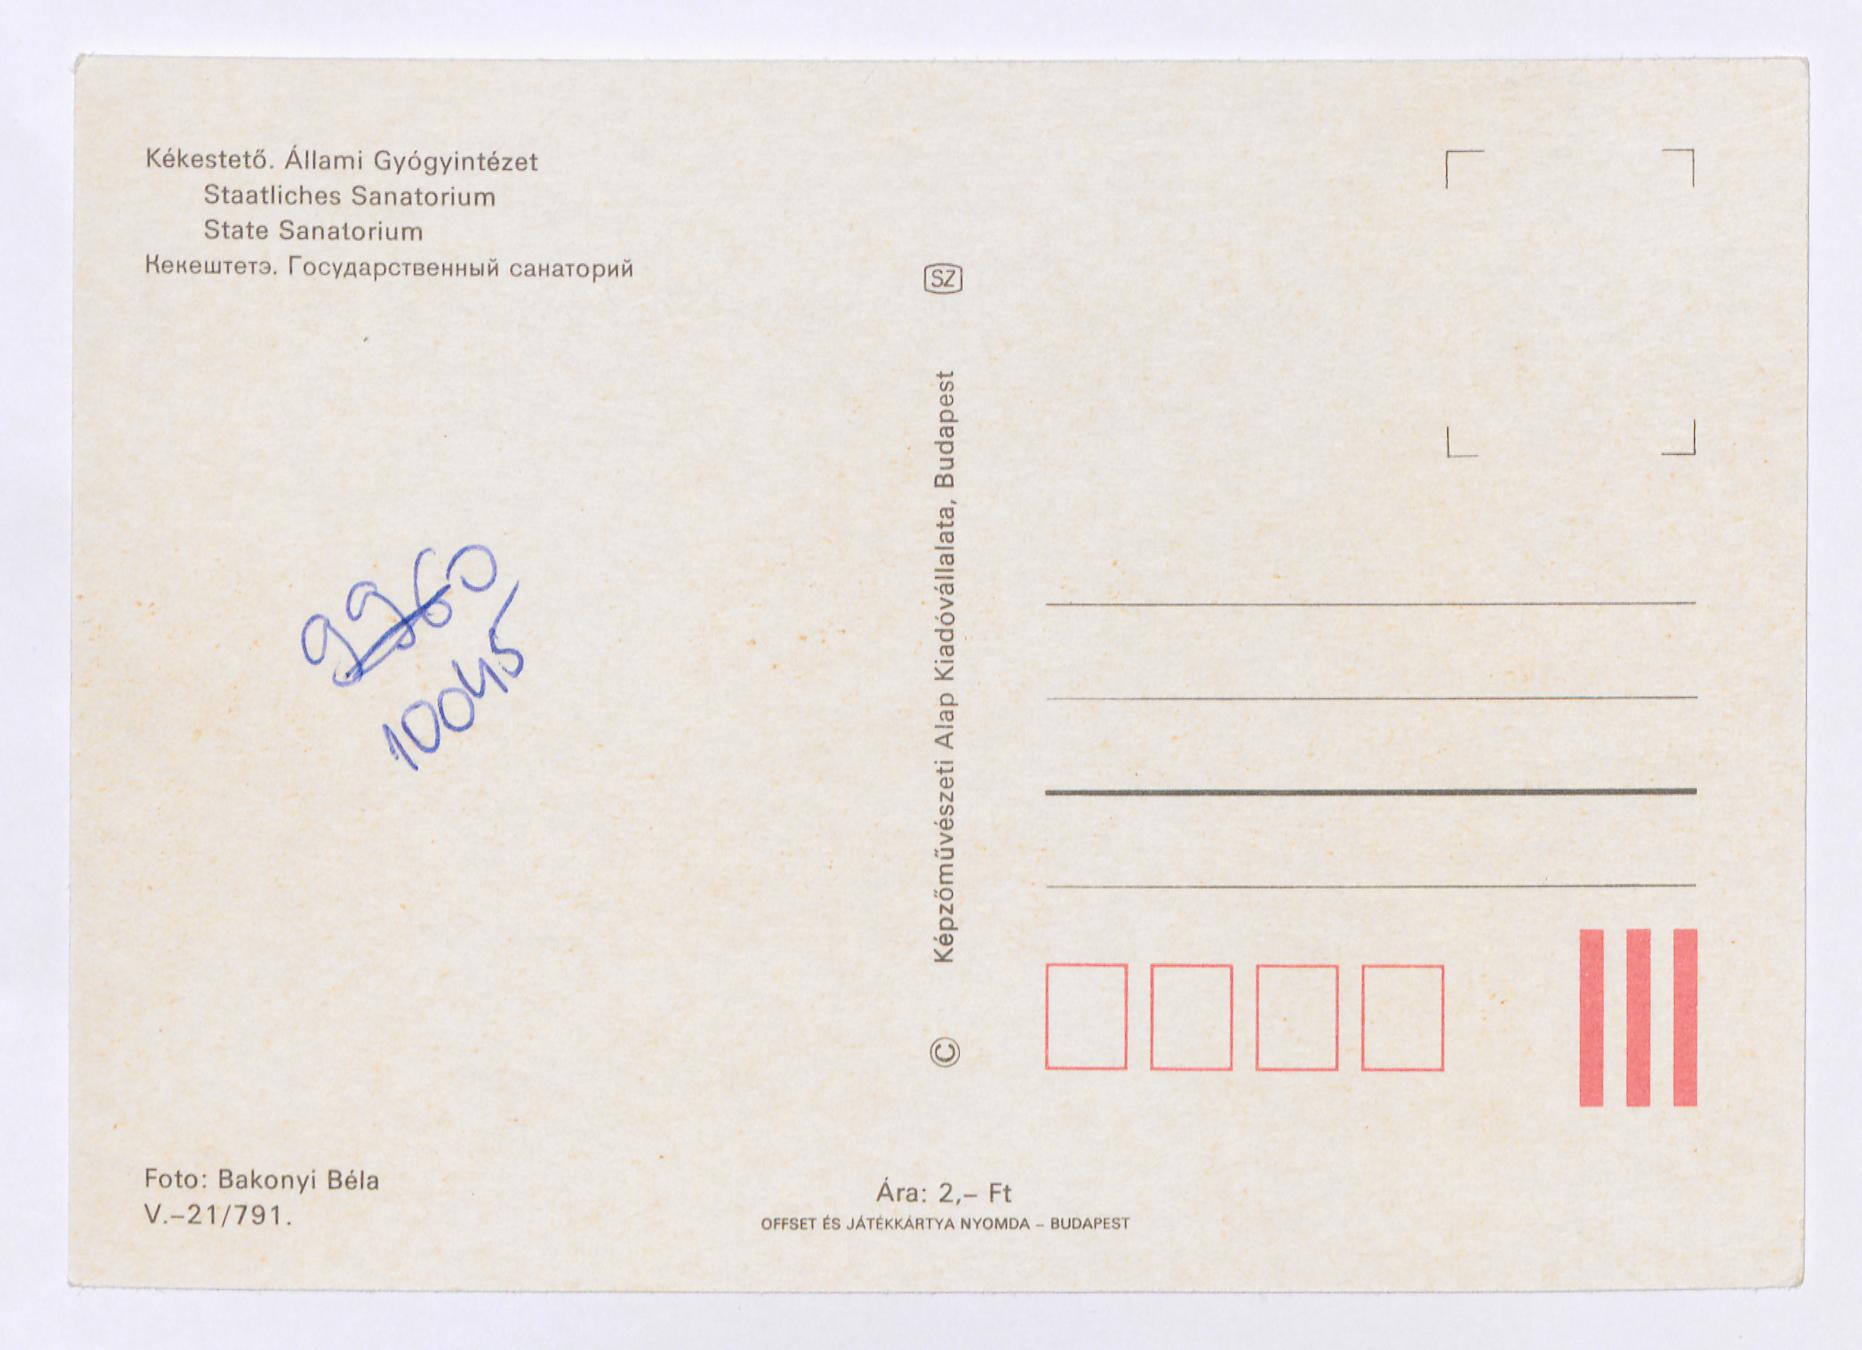 Kékestető. Állami Gyógyintézet
Staatliches Sanatorium
State Sanatorium
Кекештетэ. Государственный санаторий
9960
10045
Foto: Bakonyi Béla
V.–21/791.
SZ
Képzőművészeti Alap Kiadóvállalata, Budapest
©
Ára: 2,– Ft
OFFSET ÉS JÁTÉKKÁRTYA NYOMDA – BUDAPEST